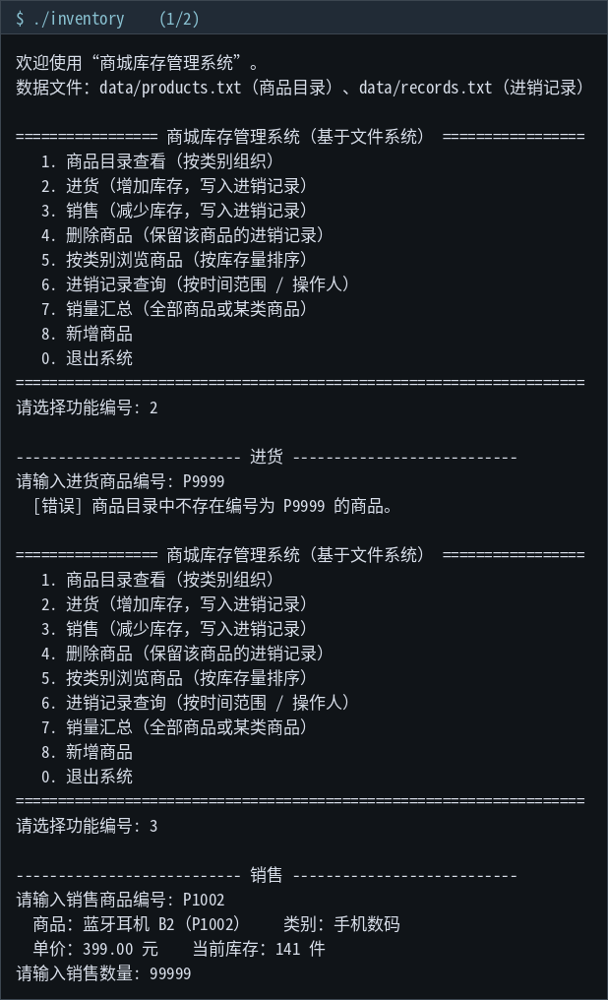 $ ./inventory    (1/2)
欢迎使用“商城库存管理系统”。
数据文件：data/products.txt（商品目录）、data/records.txt（进销记录）
================= 商城库存管理系统（基于文件系统） =================
   1. 商品目录查看（按类别组织）
   2. 进货（增加库存，写入进销记录）
   3. 销售（减少库存，写入进销记录）
   4. 删除商品（保留该商品的进销记录）
   5. 按类别浏览商品（按库存量排序）
   6. 进销记录查询（按时间范围 / 操作人）
   7. 销量汇总（全部商品或某类商品）
   8. 新增商品
   0. 退出系统
====================================================================
请选择功能编号: 2
--------------------------- 进货 ---------------------------
请输入进货商品编号: P9999
  [错误] 商品目录中不存在编号为 P9999 的商品。
================= 商城库存管理系统（基于文件系统） =================
   1. 商品目录查看（按类别组织）
   2. 进货（增加库存，写入进销记录）
   3. 销售（减少库存，写入进销记录）
   4. 删除商品（保留该商品的进销记录）
   5. 按类别浏览商品（按库存量排序）
   6. 进销记录查询（按时间范围 / 操作人）
   7. 销量汇总（全部商品或某类商品）
   8. 新增商品
   0. 退出系统
====================================================================
请选择功能编号: 3
--------------------------- 销售 ---------------------------
请输入销售商品编号: P1002
  商品：蓝牙耳机 B2（P1002）    类别：手机数码
  单价：399.00 元    当前库存：141 件
请输入销售数量: 99999